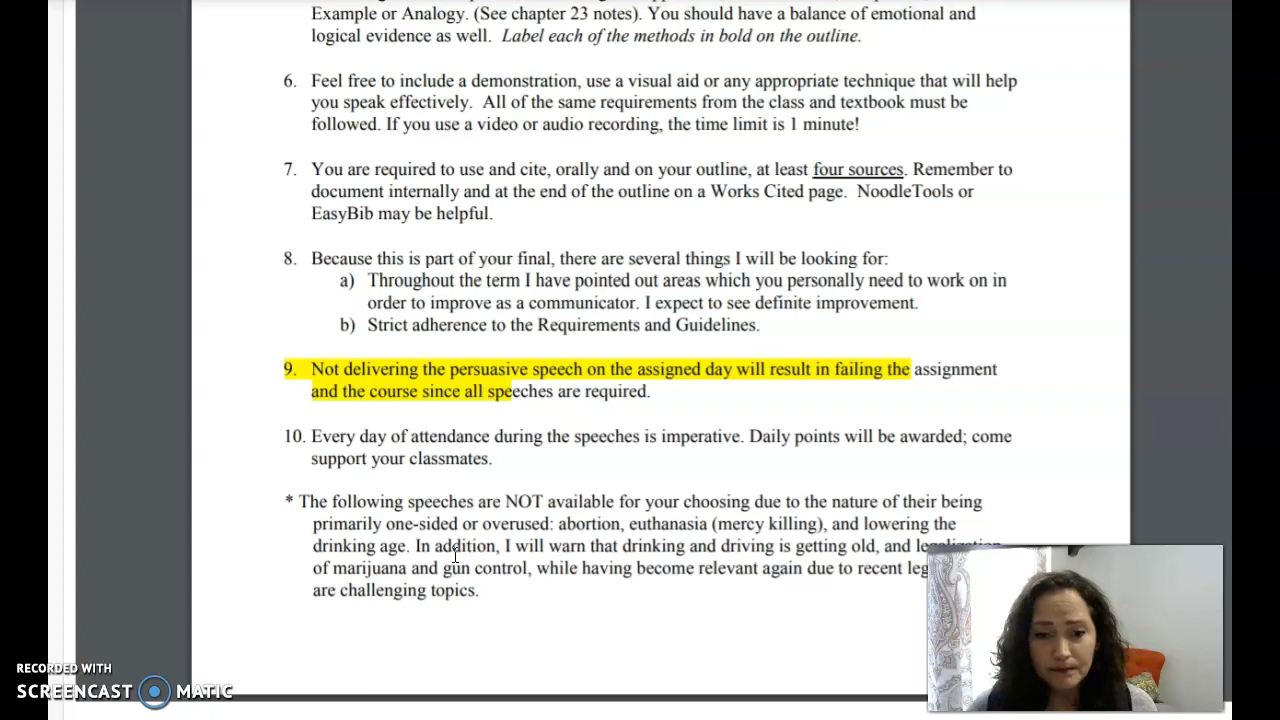 Example or Analogy. (See chapter 23 notes). You should have a balance of emotional and
logical evidence as well. Label each of the methods in bold on the outline.
6. Feel free to include a demonstration, use a visual aid or any appropriate technique that will help
you speak effectively. All of the same requirements from the class and textbook must be
followed. If you use a video or audio recording, the time limit is 1 minute!
7. You are required to use and cite, orally and on your outline, at least four sources. Remember to
document internally and at the end of the outline on a Works Cited page. NoodleTools or
EasyBib may be helpful.
8. Because this is part of your final, there are several things I will be looking for:
a) Throughout the term I have pointed out areas which you personally need to work on in
order to improve as a communicator. I expect to see definite improvement.
b) Strict adherence to the Requirements and Guidelines.
9. Not delivering the persuasive speech on the assigned day will result in failing the assignment
and the course since all speeches are required.
10. Every day of attendance during the speeches is imperative. Daily points will be awarded; come
support your classmates.
* The following speeches are NOT available for your choosing due to the nature of their being
primarily one-sided or overused: abortion, euthanasia (mercy killing), and lowering the
drinking age. In addition, I will warn that drinking and driving is getting old, and legalization
of marijuana and gun control, while having become relevant again due to recent leg
are challenging topics.
RECORDED WITH
SCREENCAST MATIC